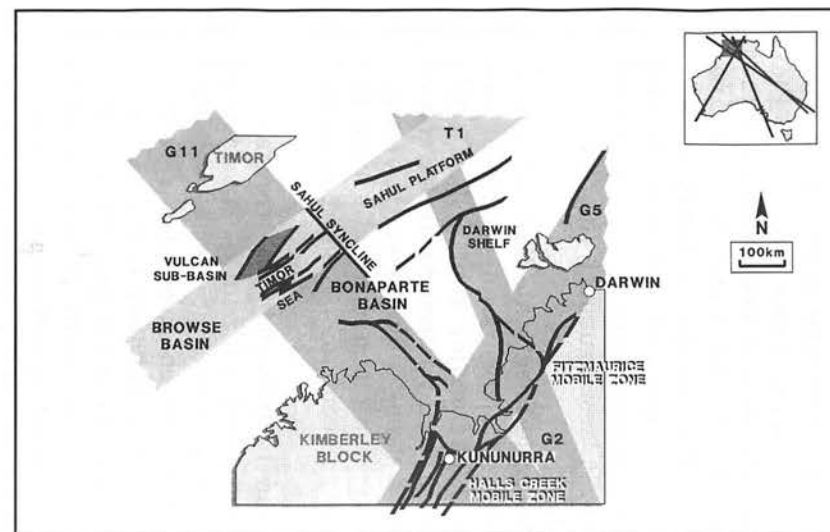 T1
G11
TIMOR
SAHUL PLATFORM
SAHUL SYNCLINE
G5
N
100km
DARWIN
SHELF
VULCAN
SUB-BASIN
TIMOR
SEA
BONAPARTE
BASIN
DARWIN
BROWSE
BASIN
FITZMAURICE
MOBILE ZONE
KIMBERLEY
BLOCK
G2
KUNUNURRA
HALLS CREEK
MOBILE ZONE